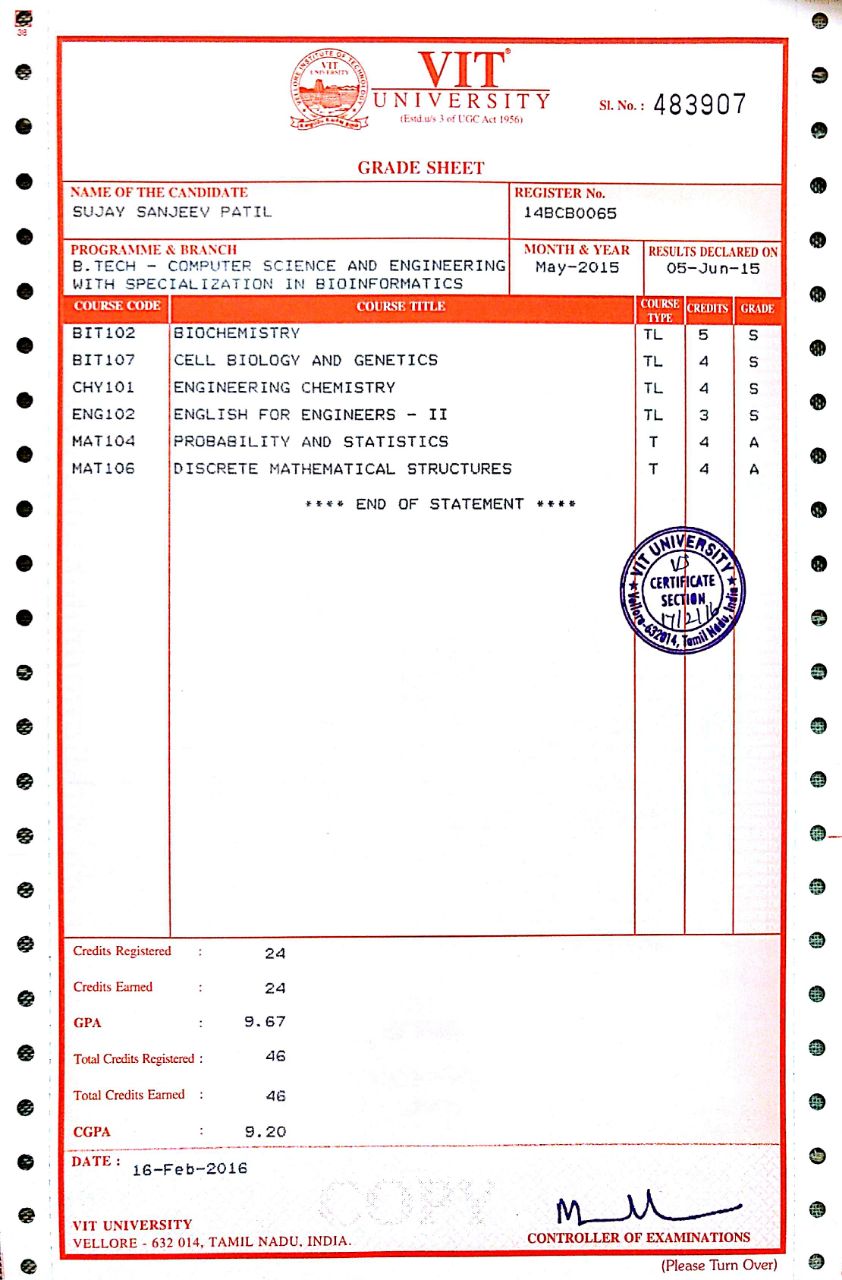 38
VELLORE INSTITUTE OF TECHNOLOGY
VIT
UNIVERSITY
VIT®
UNIVERSITY
(Estd.u/s 3 of UGC Act 1956)
Sl. No. : 483907
GRADE SHEET
NAME OF THE CANDIDATE
SUJAY SANJEEV PATIL
REGISTER No.
14BCB0065
PROGRAMME & BRANCH
B.TECH - COMPUTER SCIENCE AND ENGINEERING
WITH SPECIALIZATION IN BIOINFORMATICS
MONTH & YEAR
May-2015
RESULTS DECLARED ON
05-Jun-15
COURSE CODE COURSE TITLE COURSE TYPE CREDITS GRADE
BIT102 BIOCHEMISTRY TL 5 S
BIT107 CELL BIOLOGY AND GENETICS TL 4 S
CHY101 ENGINEERING CHEMISTRY TL 4 S
ENG102 ENGLISH FOR ENGINEERS - II TL 3 S
MAT104 PROBABILITY AND STATISTICS T 4 A
MAT106 DISCRETE MATHEMATICAL STRUCTURES T 4 A
**** END OF STATEMENT ****
VIT UNIVERSITY
CERTIFICATE
SECTION
17/2/16
Vellore-632014, Tamil Nadu, India
Credits Registered : 24
Credits Earned : 24
GPA : 9.67
Total Credits Registered : 46
Total Credits Earned : 46
CGPA : 9.20
DATE : 16-Feb-2016
COPY
VIT UNIVERSITY
VELLORE - 632 014, TAMIL NADU, INDIA.
CONTROLLER OF EXAMINATIONS
(Please Turn Over)